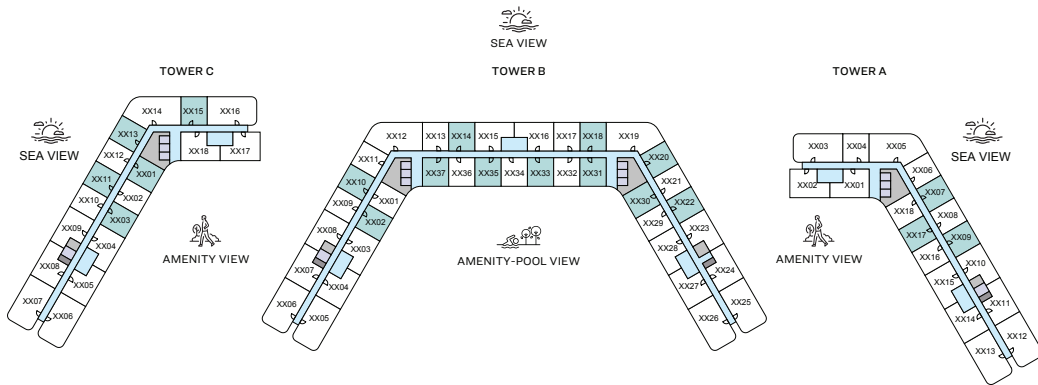 SEA VIEW
TOWER C
TOWER B
TOWER A
SEA VIEW
AMENITY VIEW
XX14
XX15
XX16
XX13
XX12
XX11
XX10
XX09
XX08
XX07
XX06
XX05
XX04
XX03
XX02
XX01
XX18
XX17
AMENITY-POOL VIEW
XX12
XX13
XX14
XX15
XX16
XX17
XX18
XX19
XX11
XX10
XX09
XX08
XX07
XX06
XX05
XX04
XX03
XX02
XX01
XX37
XX36
XX35
XX34
XX33
XX32
XX31
XX30
XX29
XX28
XX27
XX26
XX20
XX21
XX22
XX23
XX24
XX25
SEA VIEW
AMENITY VIEW
XX03
XX04
XX05
XX02
XX01
XX06
XX07
XX08
XX09
XX10
XX11
XX12
XX18
XX17
XX16
XX15
XX14
XX13